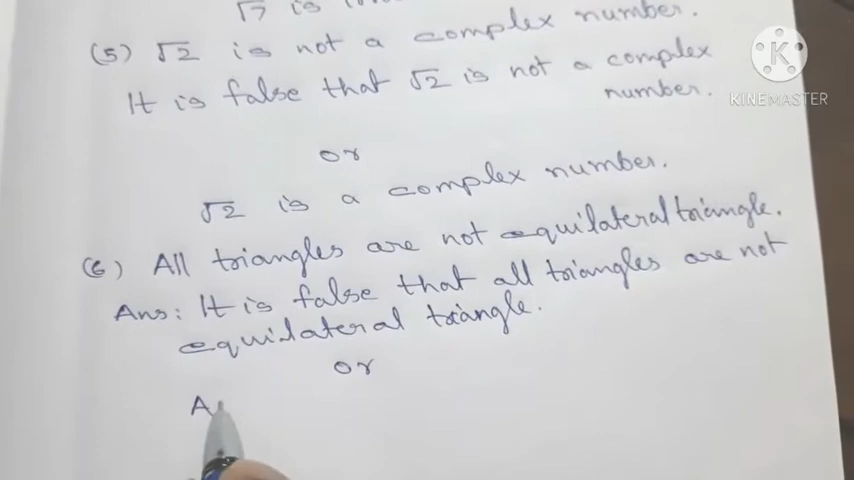 √7 is
(5) √2 is not a complex number.
It is false that √2 is not a complex
number.
or
√2 is a complex number.
(6) All triangles are not equilateral triangle.
Ans: It is false that all triangles are not
equilateral triangle.
or
A
KINEMASTER